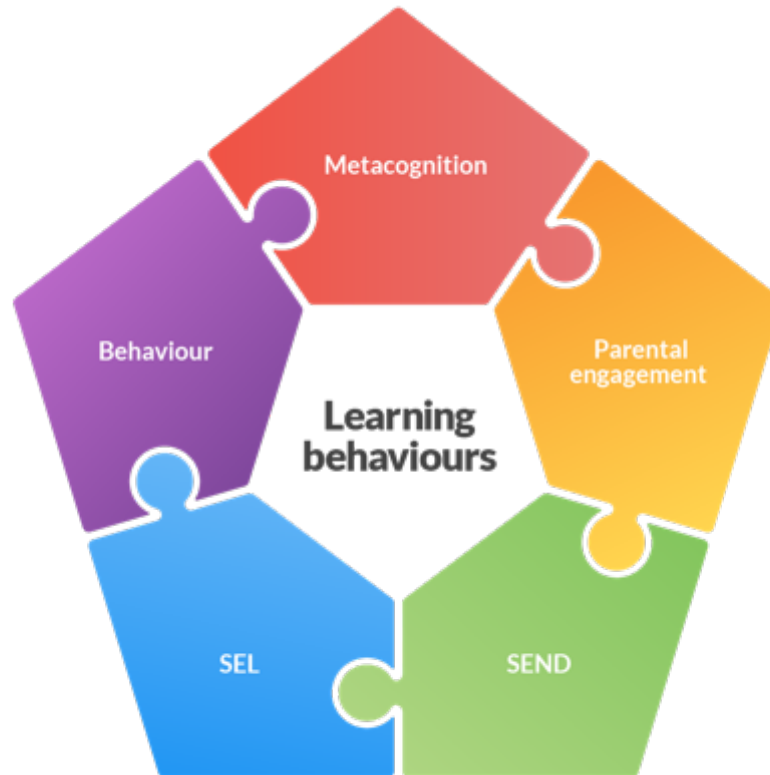 Metacognition
Behaviour
Parental
engagement
Learning
behaviours
SEL
SEND